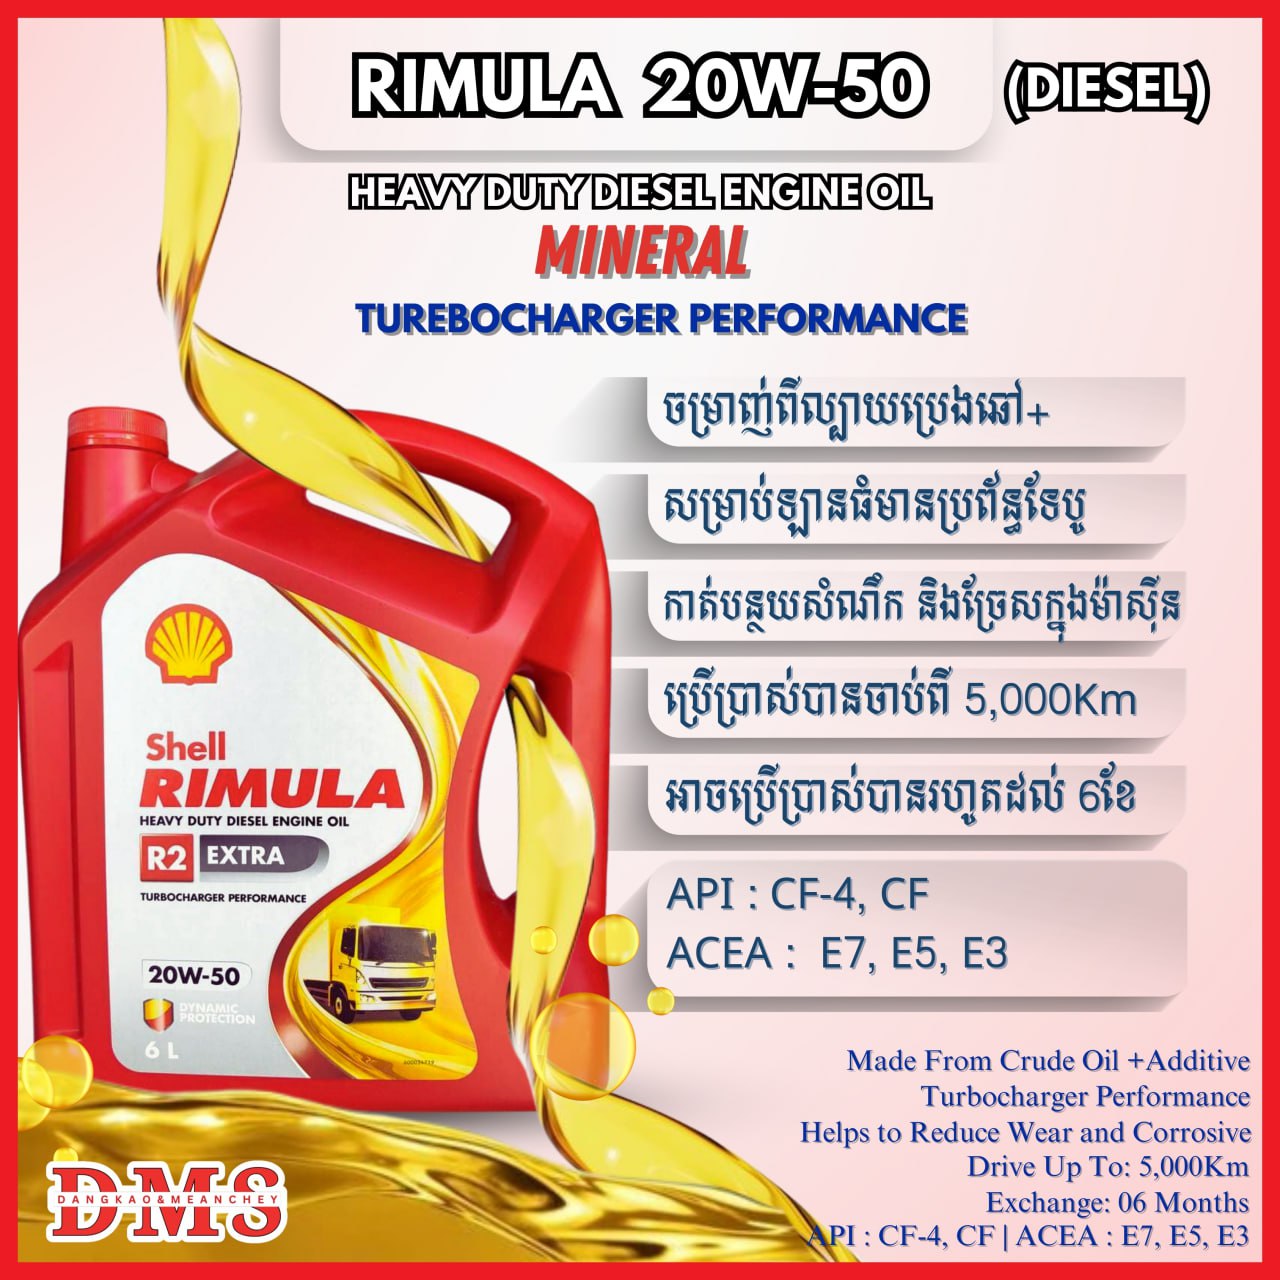 RIMULA 20W-50 (DIESEL)
HEAVY DUTY DIESEL ENGINE OIL
MINERAL
TUREBOCHARGER PERFORMANCE
ចម្រាញ់ពីល្បាយប្រេងឆៅ+
សម្រាប់ឡានធំមានប្រព័ន្ធទែបូ
កាត់បន្ថយសំណឹក និងច្រែសក្នុងម៉ាស៊ីន
ប្រើប្រាស់បានចាប់ពី 5,000Km
អាចប្រើប្រាស់បានរហូតដល់ 6ខែ
API : CF-4, CF
ACEA : E7, E5, E3
Shell
RIMULA
HEAVY DUTY DIESEL ENGINE OIL
R2 EXTRA
TURBOCHARGER PERFORMANCE
20W-50
DYNAMIC
PROTECTION
6 L
Made From Crude Oil +Additive
Turbocharger Performance
Helps to Reduce Wear and Corrosive
Drive Up To: 5,000Km
Exchange: 06 Months
API : CF-4, CF | ACEA : E7, E5, E3
DMS
DANGKAO&MEANCHEY